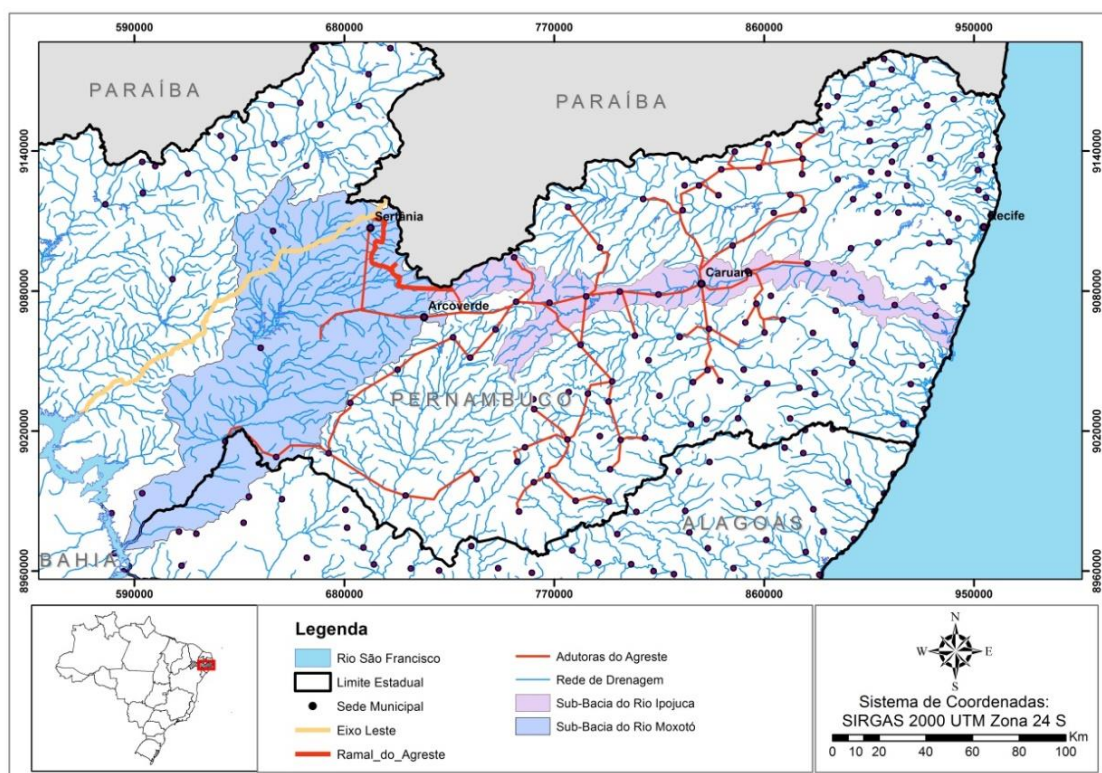 590000 680000 770000 860000 950000
PARAÍBA
PARAÍBA
9140000 9140000
Sertânia
Recife
Caruaru
9080000 9080000
Arcoverde
PERNAMBUCO
9020000 9020000
ALAGOAS
BAHIA
8960000 8960000
590000 680000 770000 860000 950000
Legenda
Rio São Francisco
Limite Estadual
Sede Municipal
Eixo Leste
Ramal_do_Agreste
Adutoras do Agreste
Rede de Drenagem
Sub-Bacia do Rio Ipojuca
Sub-Bacia do Rio Moxotó
N
W E
S
Sistema de Coordenadas:
SIRGAS 2000 UTM Zona 24 S
Km
0 10 20 40 60 80 100